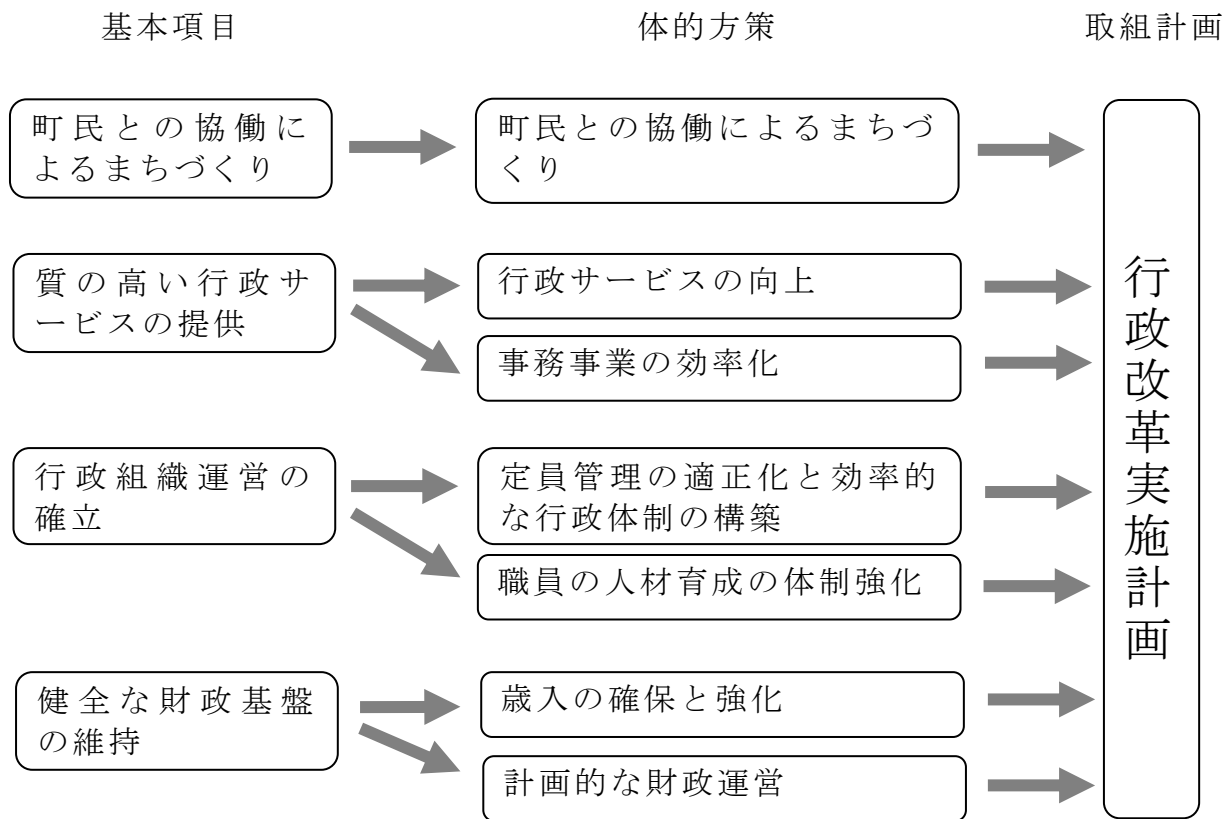 基本項目
体的方策
取組計画
町民との協働に
よるまちづくり
町民との協働によるまちづ
くり
質の高い行政サ
ービスの提供
行政サービスの向上
事務事業の効率化
行政組織運営の
確立
定員管理の適正化と効率的
な行政体制の構築
職員の人材育成の体制強化
健全な財政基盤
の維持
歳入の確保と強化
計画的な財政運営
行政改革実施計画